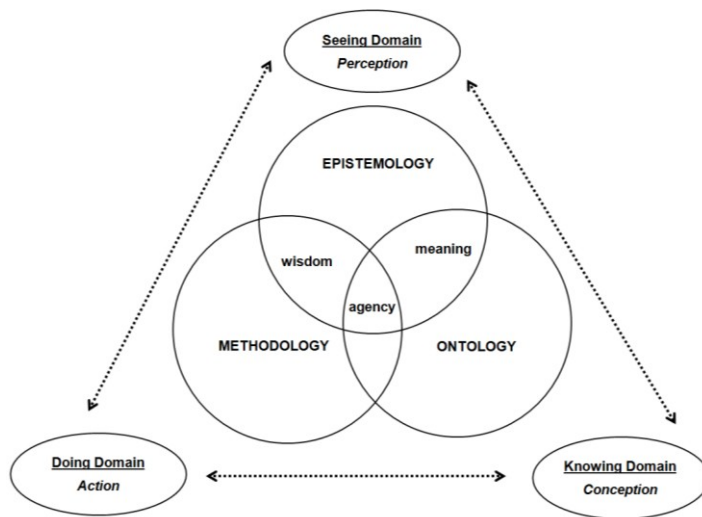 Seeing Domain
Perception
EPISTEMOLOGY
wisdom
meaning
agency
METHODOLOGY
ONTOLOGY
Doing Domain
Action
Knowing Domain
Conception